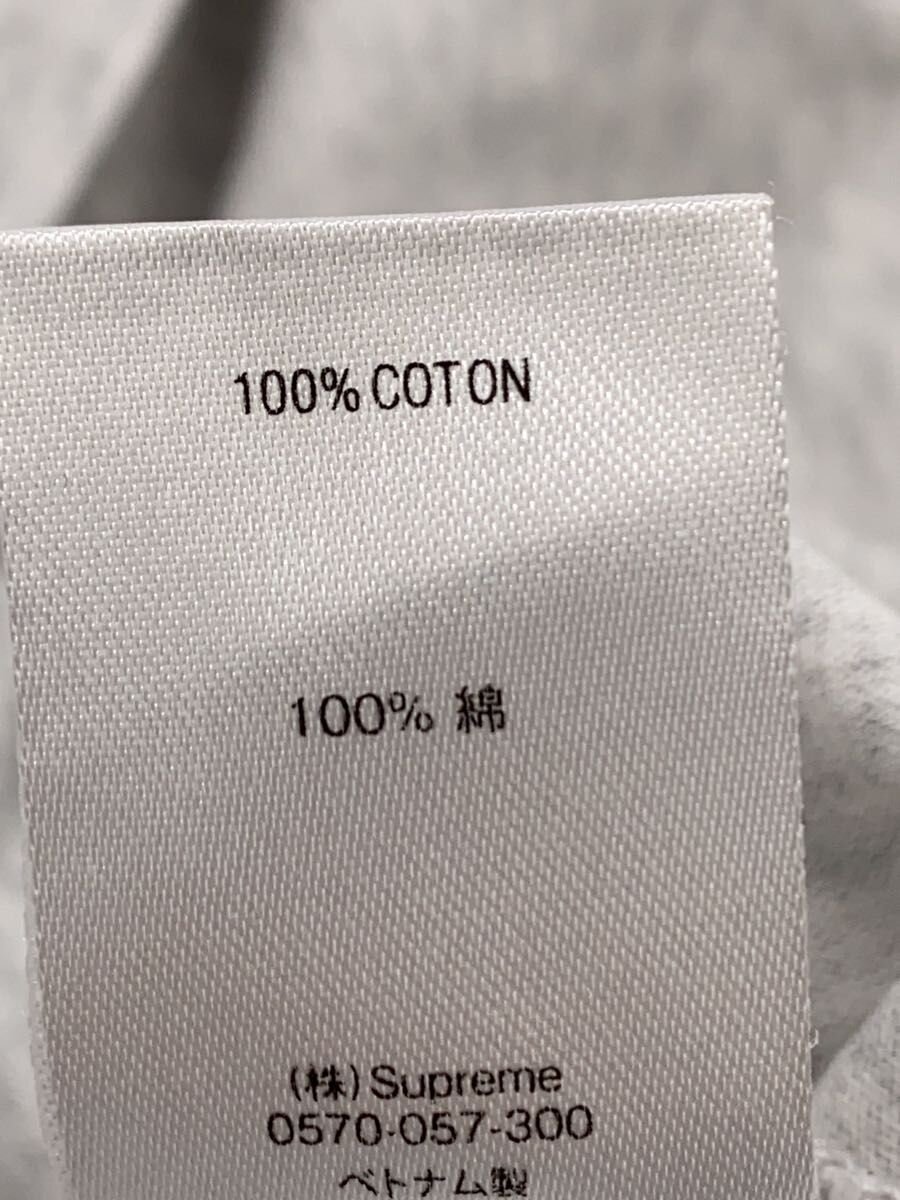 100% COTON
100% 綿
(株) Supreme
0570-057-300
ベトナム製